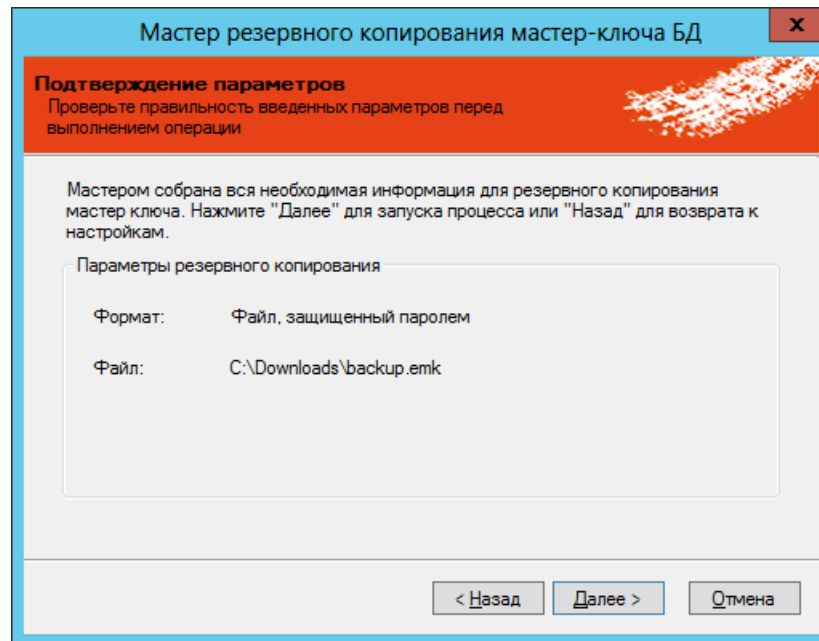 Мастер резервного копирования мастер-ключа БД
x
Подтверждение параметров
Проверьте правильность введенных параметров перед
выполнением операции
Мастером собрана вся необходимая информация для резервного копирования
мастер ключа. Нажмите "Далее" для запуска процесса или "Назад" для возврата к
настройкам.
Параметры резервного копирования
Формат: Файл, защищенный паролем
Файл: C:\Downloads\backup.emk
< Назад Далее > Отмена